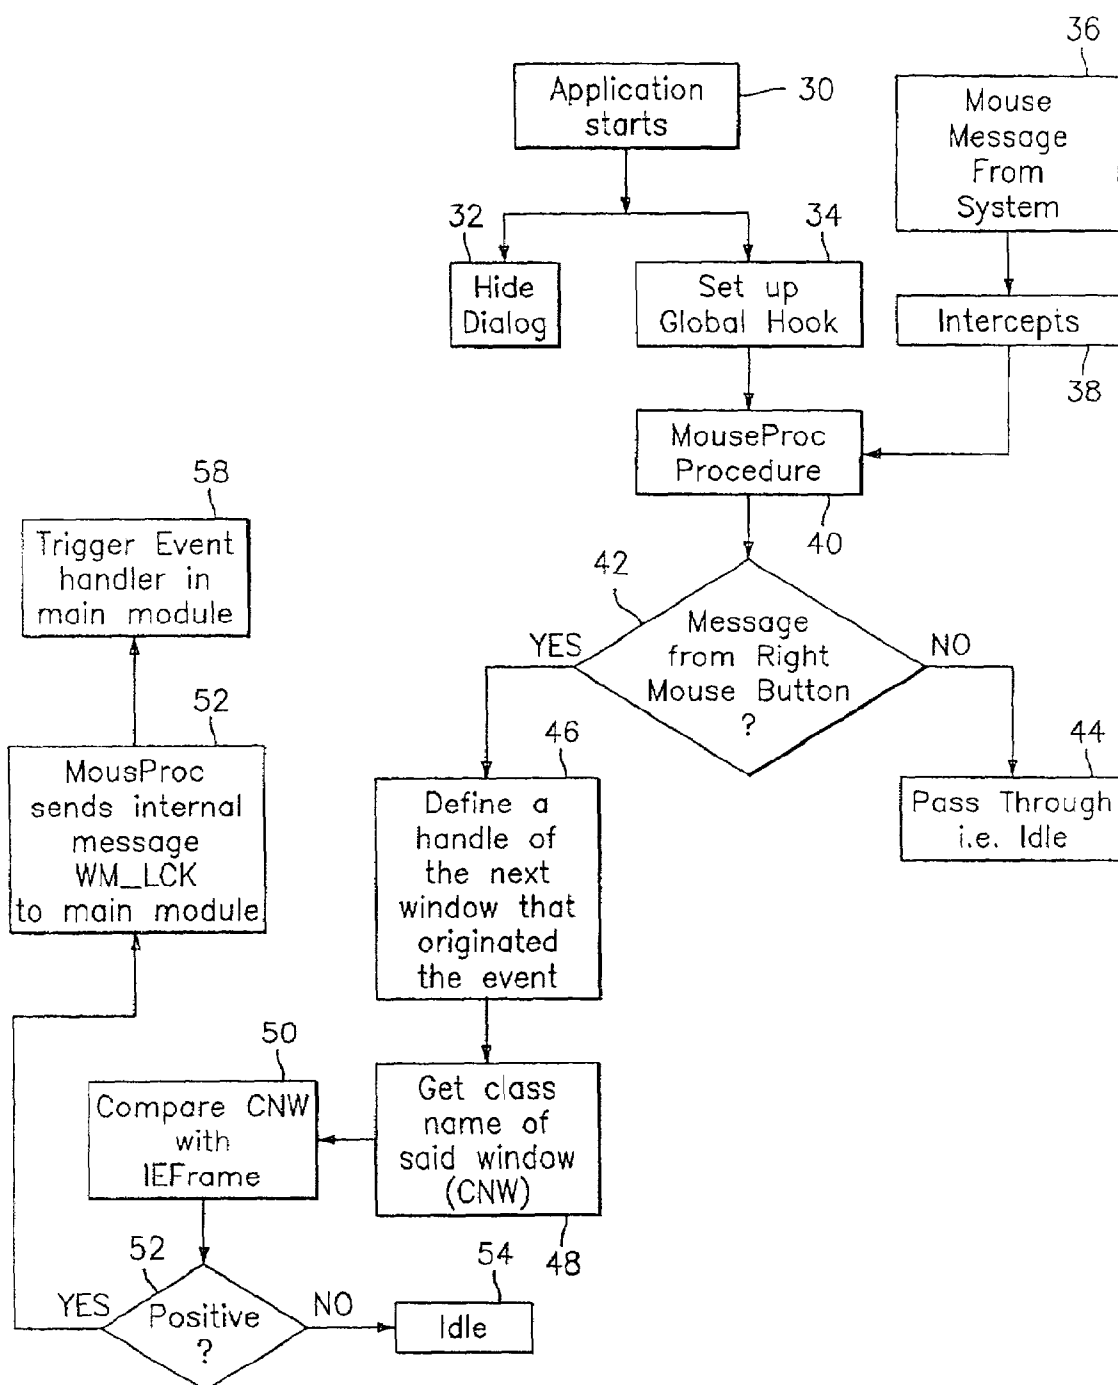 36
Application
starts
30
Mouse
Message
From
System
32
Hide
Dialog
34
Set up
Global Hook
Intercepts
38
MouseProc
Procedure
40
58
Trigger Event
handler in
main module
42
Message
from Right
Mouse Button
?
YES
NO
52
MousProc
sends internal
message
WM_LCK
to main module
46
Define a
handle of
the next
window that
originated
the event
44
Pass Through
i.e. Idle
50
Compare CNW
with
IEFrame
Get class
name of
said window
(CNW)
48
52
Positive
?
YES
NO
54
Idle